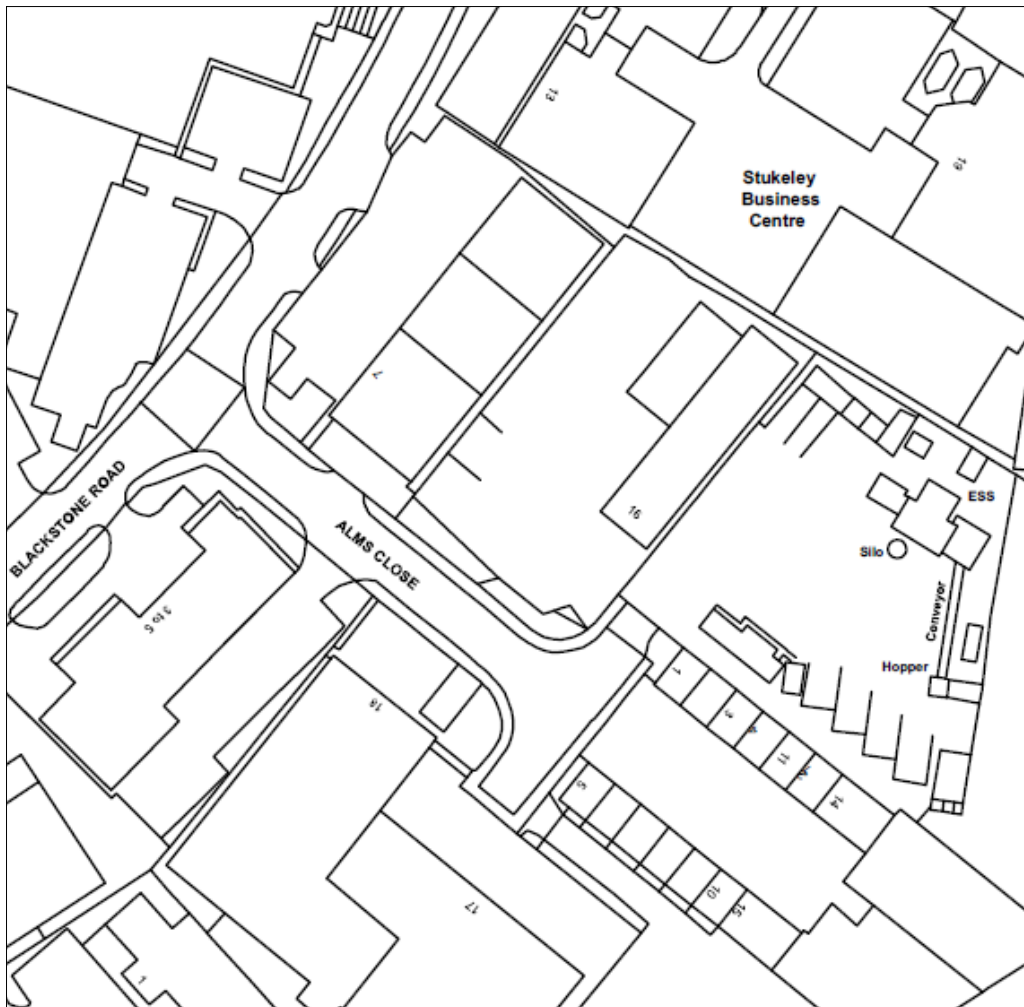 13
19
Stukeley
Business
Centre
7
16
ESS
Silo
BLACKSTONE ROAD
ALMS CLOSE
3 to 5
Conveyor
Hopper
1
3
11
14
18
5
10
15
17
1